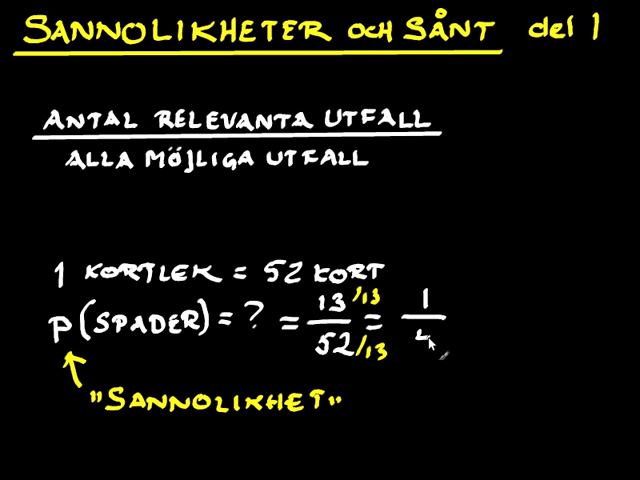 SANNOLIKHETER OCH SÅNT del 1
ANTAL RELEVANTA UTFALL
ALLA MÖJLIGA UTFALL
1 KORTLEK = 52 KORT
P(SPADER) = ? = 13/13 / 52/13 = 1
"SANNOLIKHET"